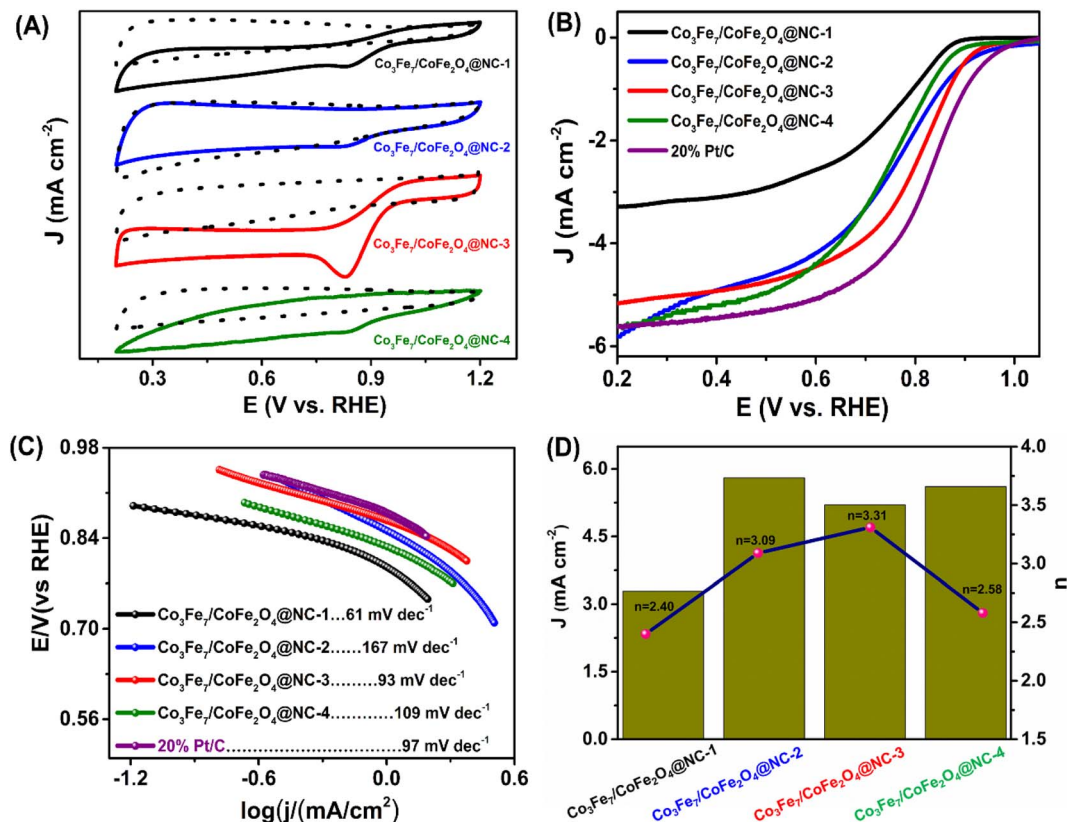 (A)
J (mA cm⁻²)
Co₃Fe₇/CoFe₂O₄@NC-1
Co₃Fe₇/CoFe₂O₄@NC-2
Co₃Fe₇/CoFe₂O₄@NC-3
Co₃Fe₇/CoFe₂O₄@NC-4
0.3 0.6 0.9 1.2
E (V vs. RHE)
(B)
J (mA cm⁻²)
0
-2
-4
-6
Co₃Fe₇/CoFe₂O₄@NC-1
Co₃Fe₇/CoFe₂O₄@NC-2
Co₃Fe₇/CoFe₂O₄@NC-3
Co₃Fe₇/CoFe₂O₄@NC-4
20% Pt/C
0.2 0.4 0.6 0.8 1.0
E (V vs. RHE)
(C)
E/V(vs RHE)
0.98
0.84
0.70
0.56
Co₃Fe₇/CoFe₂O₄@NC-1...61 mV dec⁻¹
Co₃Fe₇/CoFe₂O₄@NC-2......167 mV dec⁻¹
Co₃Fe₇/CoFe₂O₄@NC-3.........93 mV dec⁻¹
Co₃Fe₇/CoFe₂O₄@NC-4............109 mV dec⁻¹
20% Pt/C..............................97 mV dec⁻¹
-1.2 -0.6 0.0 0.6
log(j/(mA/cm²)
(D)
J (mA cm⁻²)
6.0
4.5
3.0
1.5
0.0
n=2.40
n=3.09
n=3.31
n=2.58
4.0
3.5
3.0
2.5
2.0
1.5
n
Co₃Fe₇/CoFe₂O₄@NC-1
Co₃Fe₇/CoFe₂O₄@NC-2
Co₃Fe₇/CoFe₂O₄@NC-3
Co₃Fe₇/CoFe₂O₄@NC-4